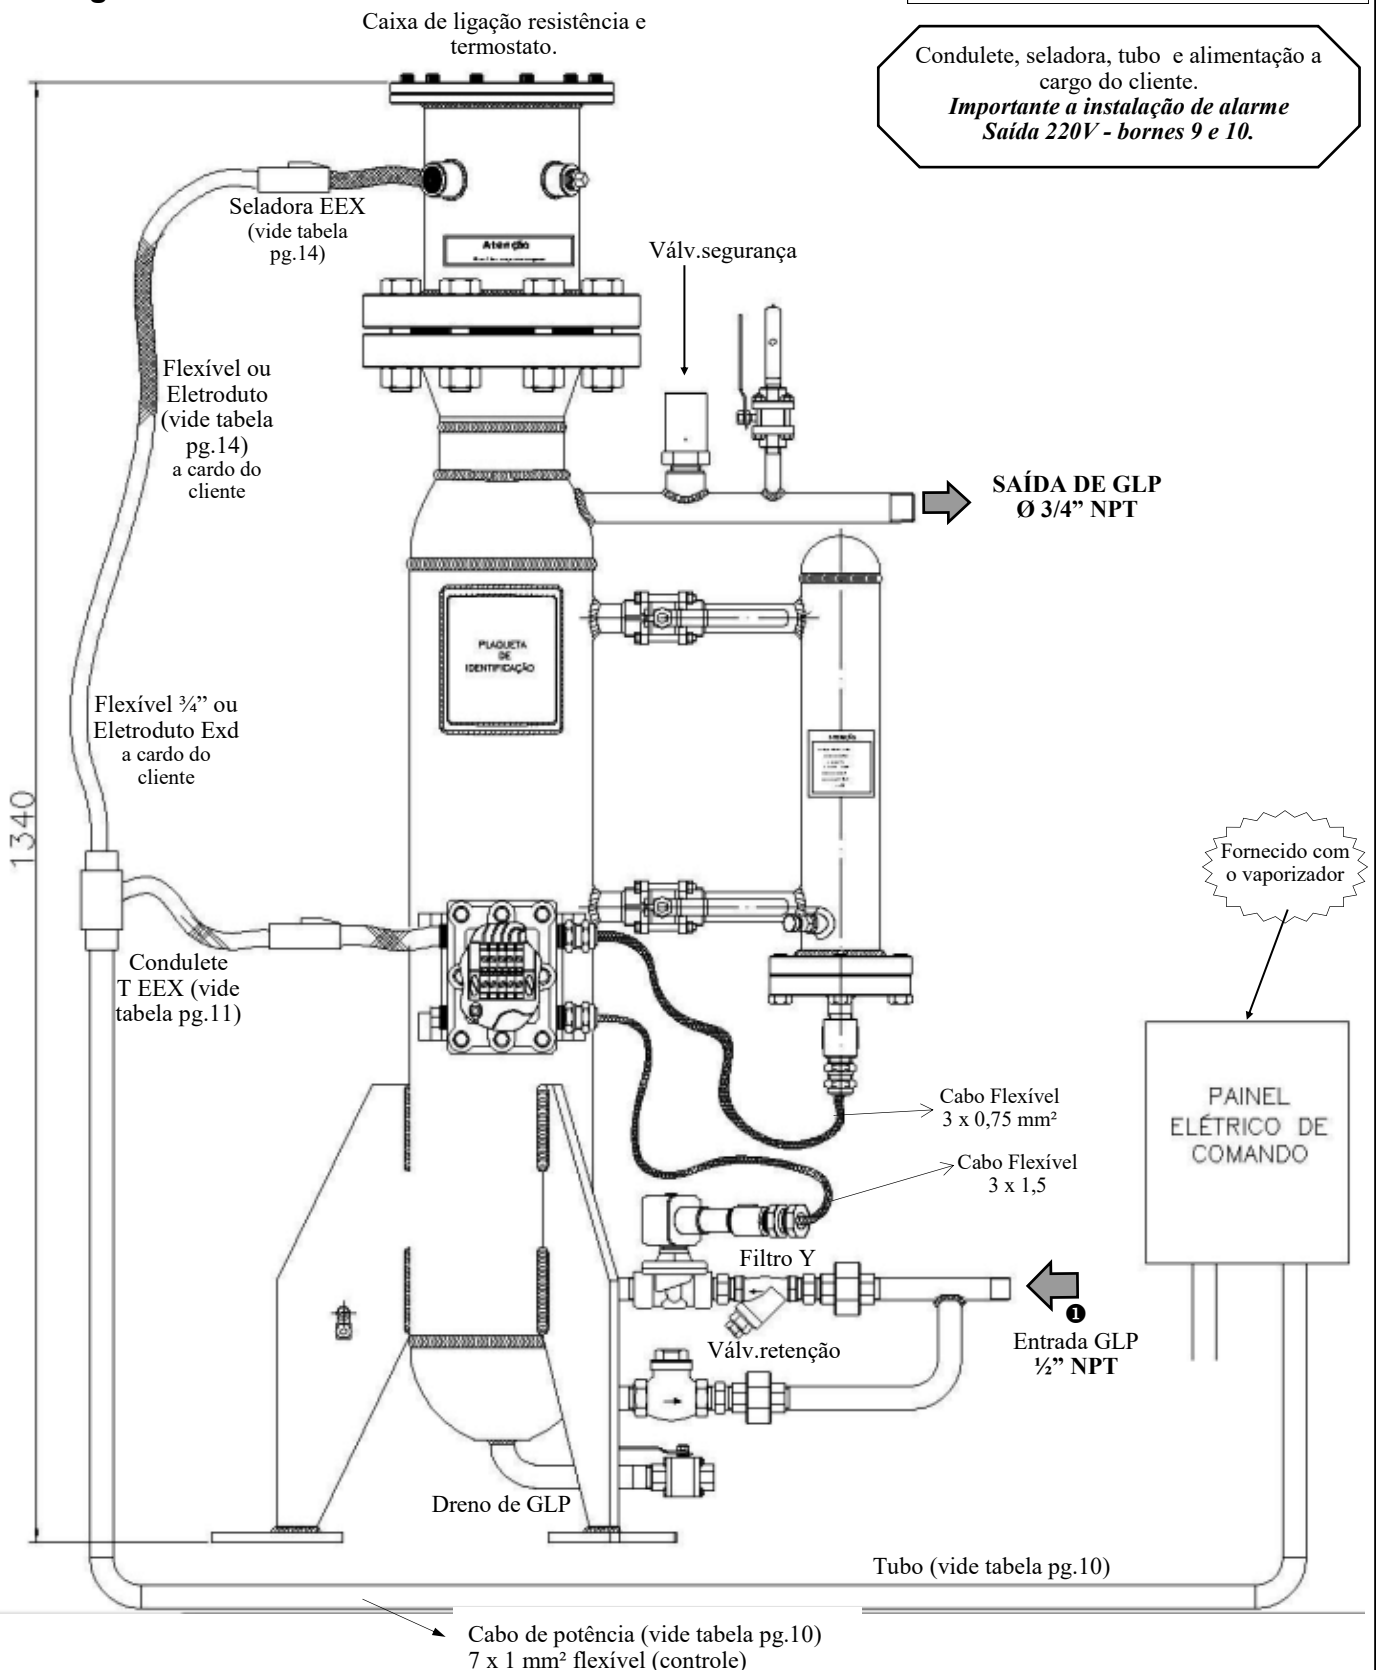 Caixa de ligação resistência e
termostato.
Condulete, seladora, tubo e alimentação a
cargo do cliente.
Importante a instalação de alarme
Saída 220V - bornes 9 e 10.
Seladora EEX
(vide tabela
pg.14)
Atenção
Válv.segurança
Flexível ou
Eletroduto
(vide tabela
pg.14)
a cardo do
cliente
SAÍDA DE GLP
Ø 3/4” NPT
PLAQUETA
DE
IDENTIFICAÇÃO
Flexível ¾” ou
Eletroduto Exd
a cardo do
cliente
ATENÇÃO
1340
Fornecido com
o vaporizador
Condulete
T EEX (vide
tabela pg.11)
Cabo Flexível
3 x 0,75 mm²
PAINEL
ELÉTRICO DE
COMANDO
Cabo Flexível
3 x 1,5
Filtro Y
❶
Entrada GLP
½” NPT
Válv.retenção
Dreno de GLP
Tubo (vide tabela pg.10)
Cabo de potência (vide tabela pg.10)
7 x 1 mm² flexível (controle)